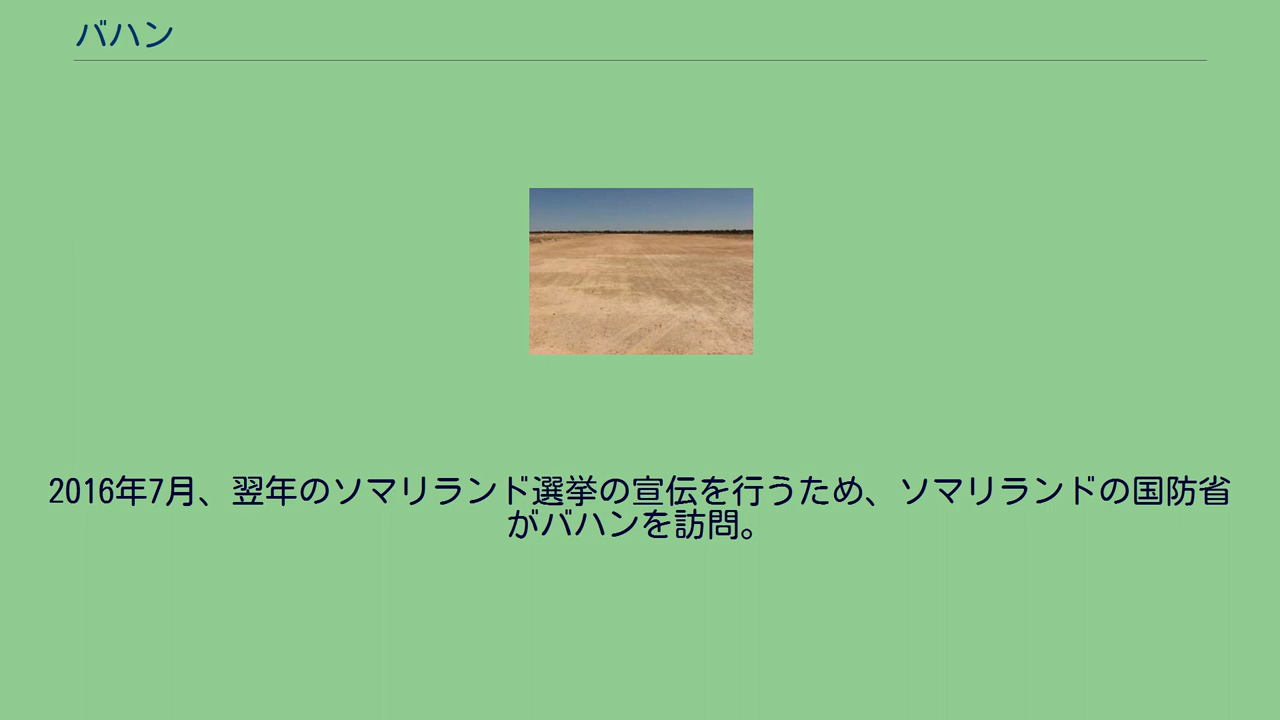 バハン
2016年7月、翌年のソマリランド選挙の宣伝を行うため、ソマリランドの国防省
がバハンを訪問。